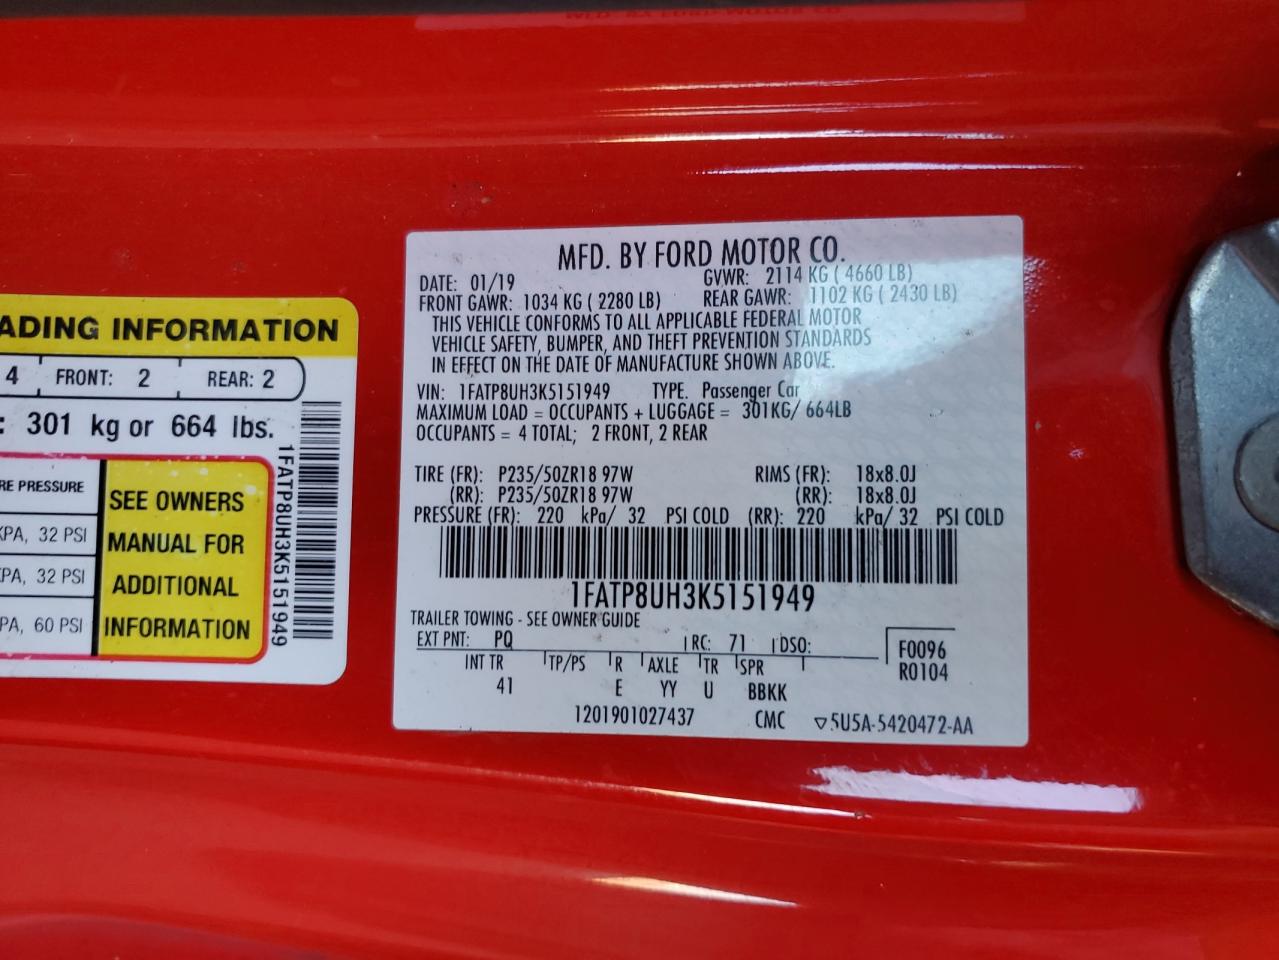 MFD. BY FORD MOTOR CO.
DATE: 01/19 GVWR: 2114 KG ( 4660 LB)
FRONT GAWR: 1034 KG ( 2280 LB) REAR GAWR: 1102 KG ( 2430 LB)
THIS VEHICLE CONFORMS TO ALL APPLICABLE FEDERAL MOTOR
VEHICLE SAFETY, BUMPER, AND THEFT PREVENTION STANDARDS
IN EFFECT ON THE DATE OF MANUFACTURE SHOWN ABOVE.
VIN: 1FATP8UH3K5151949 TYPE. Passenger Car
MAXIMUM LOAD = OCCUPANTS + LUGGAGE = 301KG/ 664LB
OCCUPANTS = 4 TOTAL; 2 FRONT, 2 REAR
TIRE (FR): P235/50ZR18 97W RIMS (FR): 18x8.0J
(RR): P235/50ZR18 97W (RR): 18x8.0J
PRESSURE (FR): 220 kPa/ 32 PSI COLD (RR): 220 kPa/ 32 PSI COLD
1FATP8UH3K5151949
TRAILER TOWING - SEE OWNER GUIDE
EXT PNT: PQ RC: 71 DSO: F0096
INT TR TP/PS R AXLE TR SPR R0104
41 E YY U BBKK
1201901027437 CMC ▽5U5A-5420472-AA
ADING INFORMATION
4 FRONT: 2 REAR: 2
: 301 kg or 664 lbs.
RE PRESSURE
KPA, 32 PSI
KPA, 32 PSI
PA, 60 PSI
SEE OWNERS
MANUAL FOR
ADDITIONAL
INFORMATION
1FATP8UH3K5151949